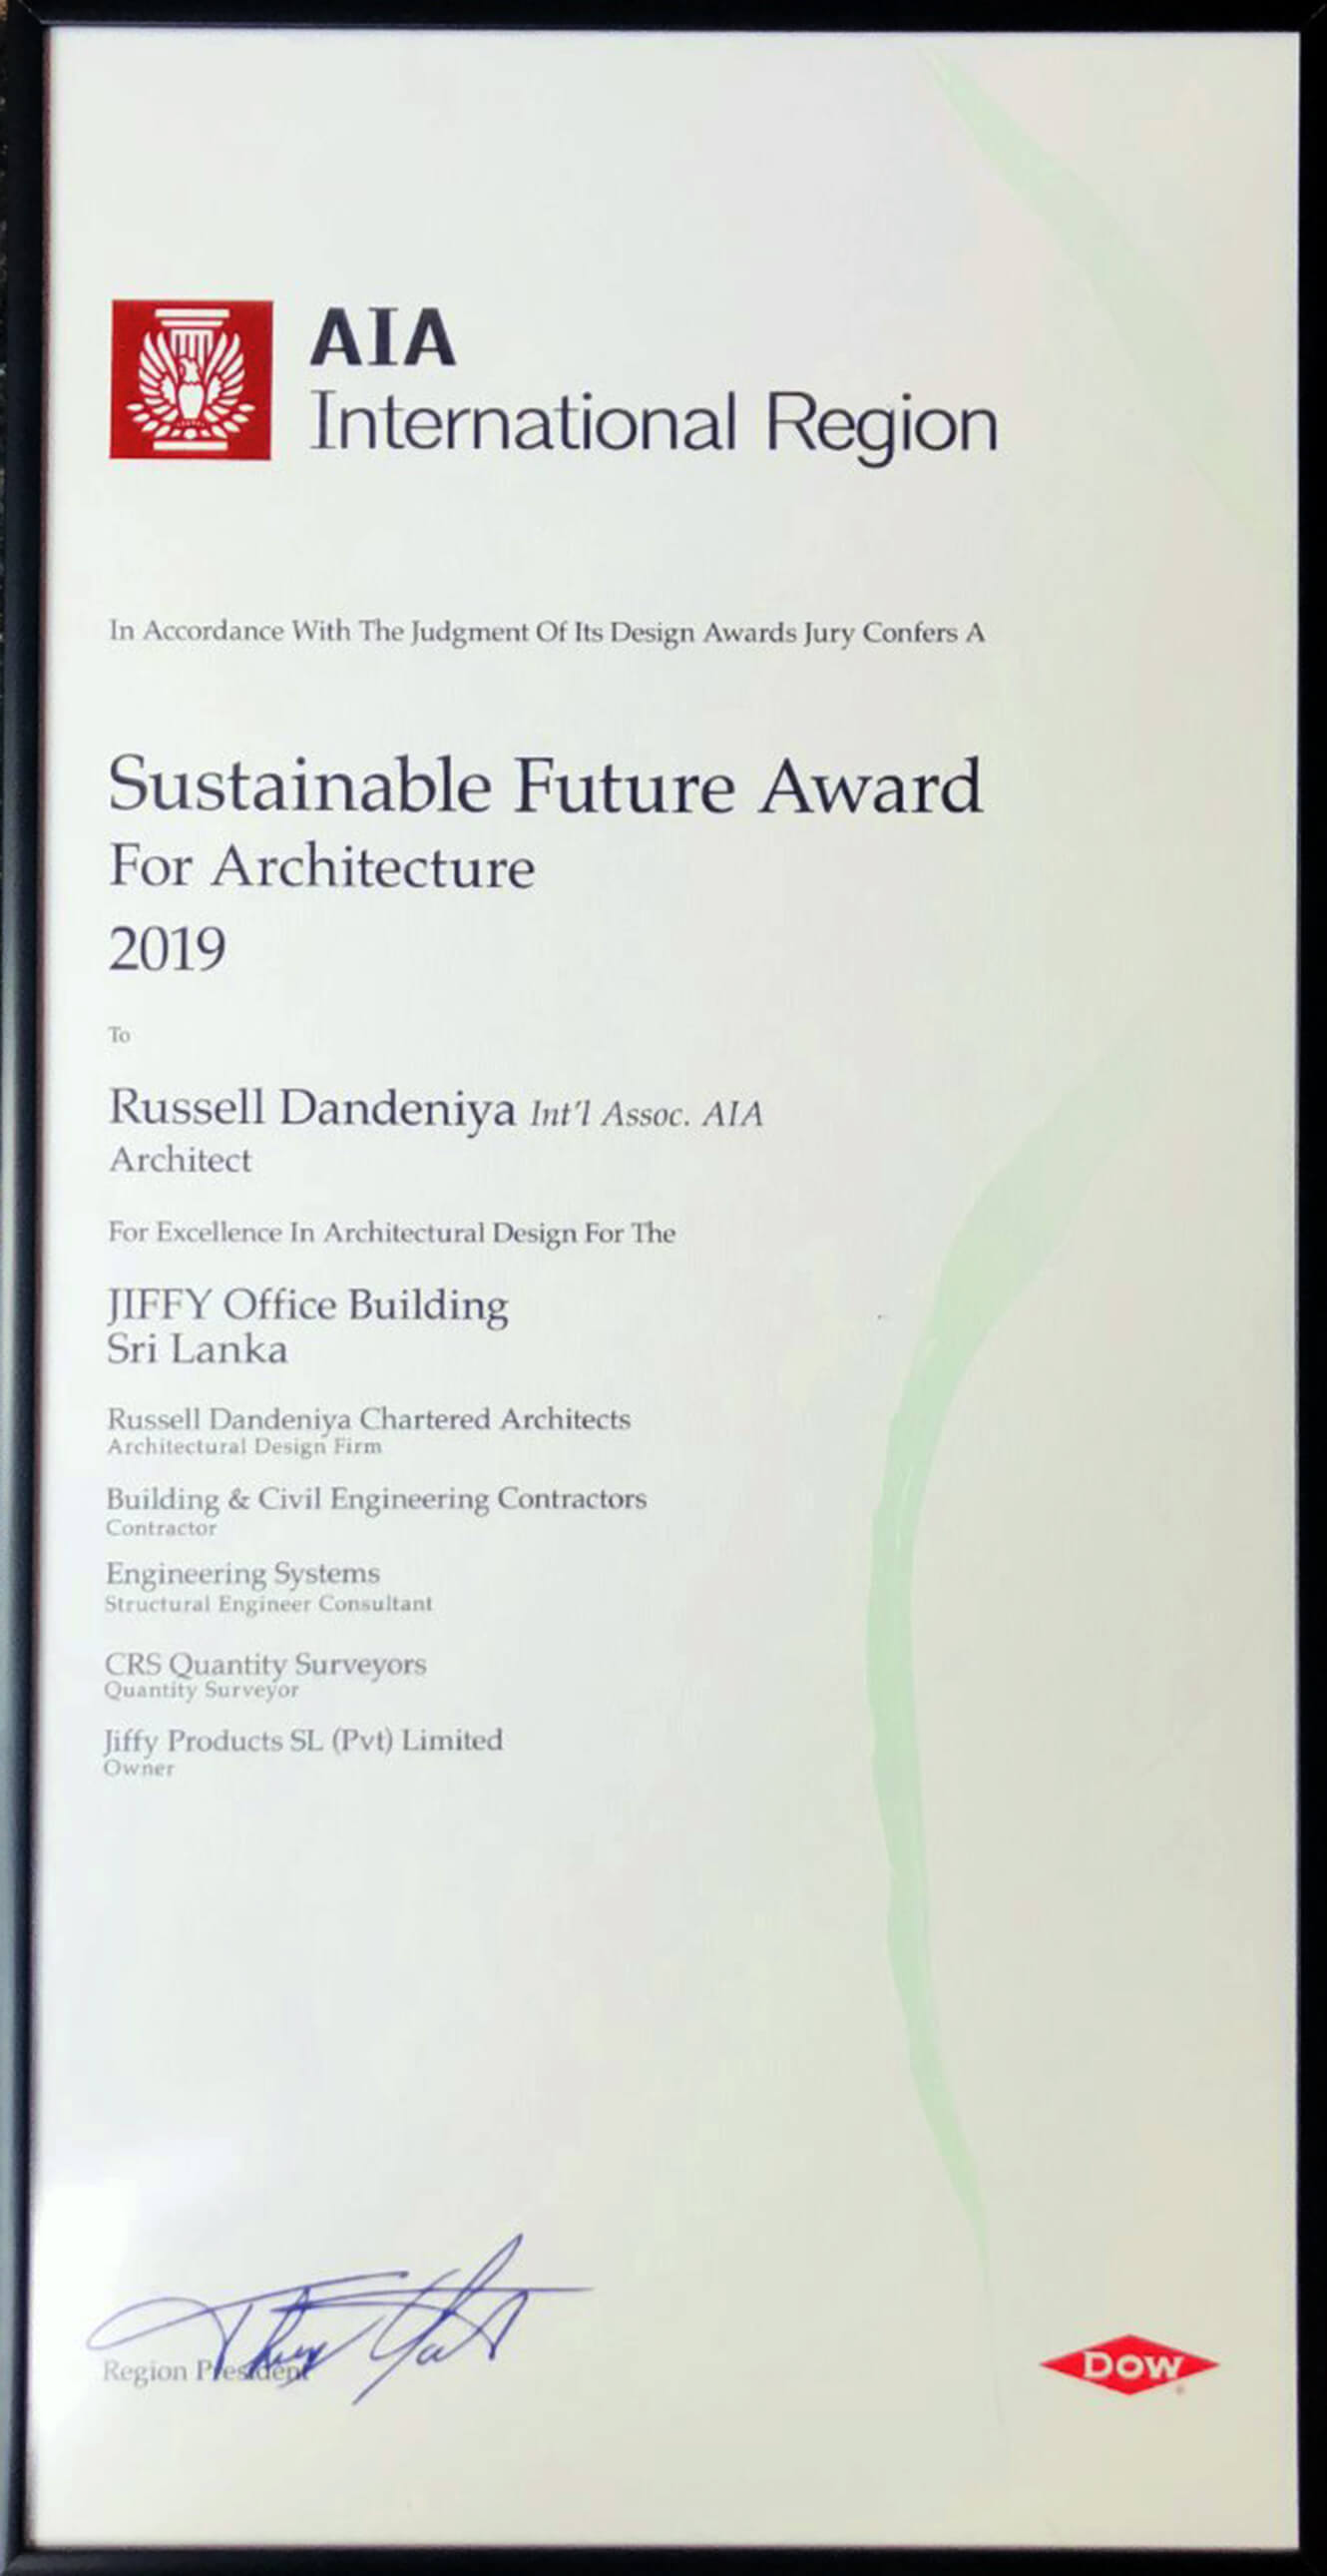 AIA
International Region
In Accordance With The Judgment Of Its Design Awards Jury Confers A
Sustainable Future Award
For Architecture
2019
To
Russell Dandeniya Int'l Assoc. AIA
Architect
For Excellence In Architectural Design For The
JIFFY Office Building
Sri Lanka
Russell Dandeniya Chartered Architects
Architectural Design Firm
Building & Civil Engineering Contractors
Contractor
Engineering Systems
Structural Engineer Consultant
CRS Quantity Surveyors
Quantity Surveyor
Jiffy Products SL (Pvt) Limited
Owner
Region President
DOW